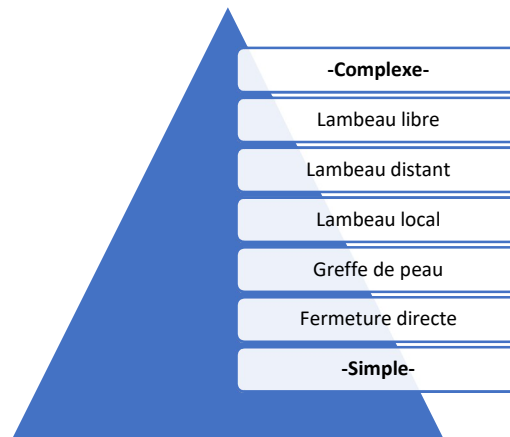 -Complexe-
Lambeau libre
Lambeau distant
Lambeau local
Greffe de peau
Fermeture directe
-Simple-